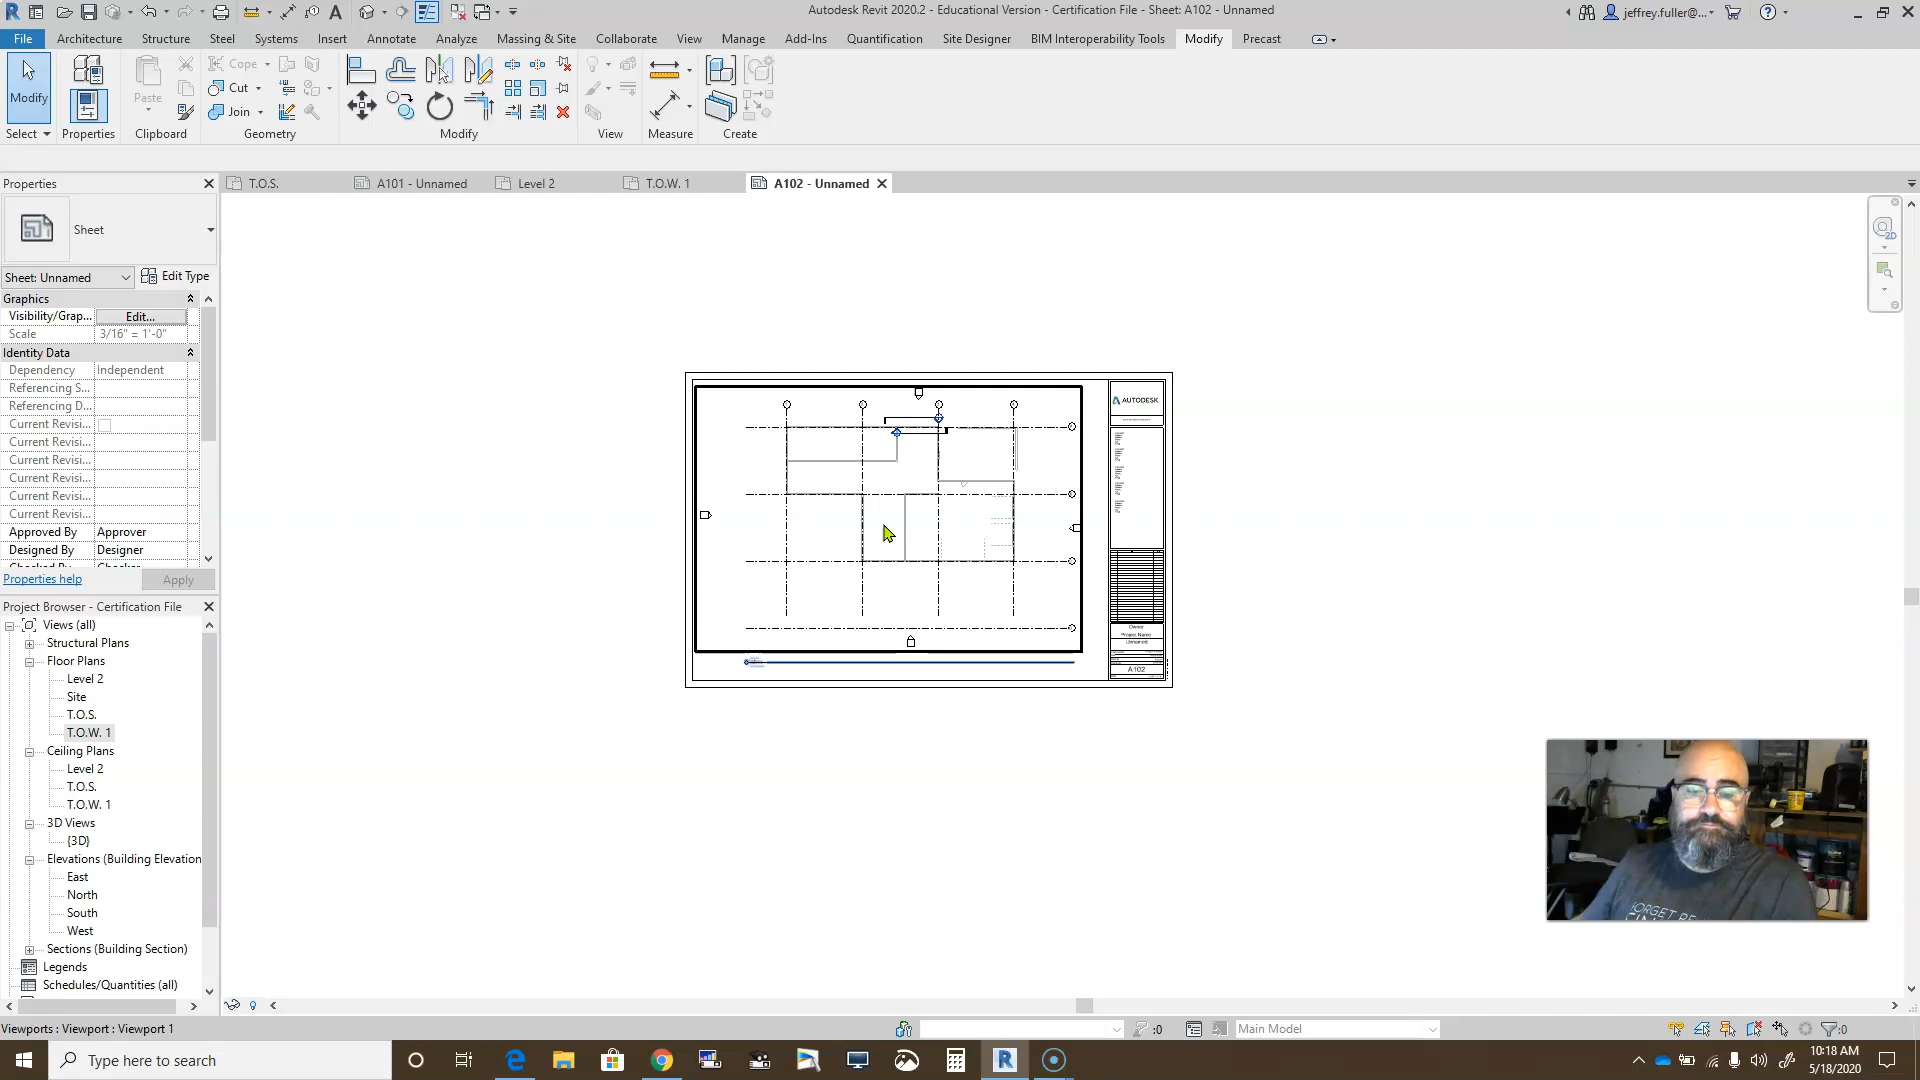 Autodesk Revit 2020.2 - Educational Version - Certification File - Sheet: A102 - Unnamed
jeffrey.fuller@...
File Architecture Structure Steel Systems Insert Annotate Analyze Massing & Site Collaborate View Manage Add-Ins Quantification Site Designer BIM Interoperability Tools Modify Precast
Cope
Cut
Join
Modify
Paste
Select Properties Clipboard Geometry Modify View Measure Create
Properties
T.O.S. A101 - Unnamed Level 2 T.O.W. 1 A102 - Unnamed
Sheet
Sheet: Unnamed Edit Type
Graphics
Visibility/Grap... Edit...
Scale 3/16" = 1'-0"
Identity Data
Dependency Independent
Referencing S...
Referencing D...
Current Revisi...
Current Revisi...
Current Revisi...
Current Revisi...
Current Revisi...
Current Revisi...
Approved By Approver
Designed By Designer
Properties help Apply
Project Browser - Certification File
Views (all)
Structural Plans
Floor Plans
Level 2
Site
T.O.S.
T.O.W. 1
Ceiling Plans
Level 2
T.O.S.
T.O.W. 1
3D Views
{3D}
Elevations (Building Elevation
East
North
South
West
Sections (Building Section)
Legends
Schedules/Quantities (all)
AUTODESK
Owner
Project Name
Unnamed
A102
2D
Viewports : Viewport : Viewport 1
:0
Main Model
:0
Type here to search
10:18 AM
5/18/2020